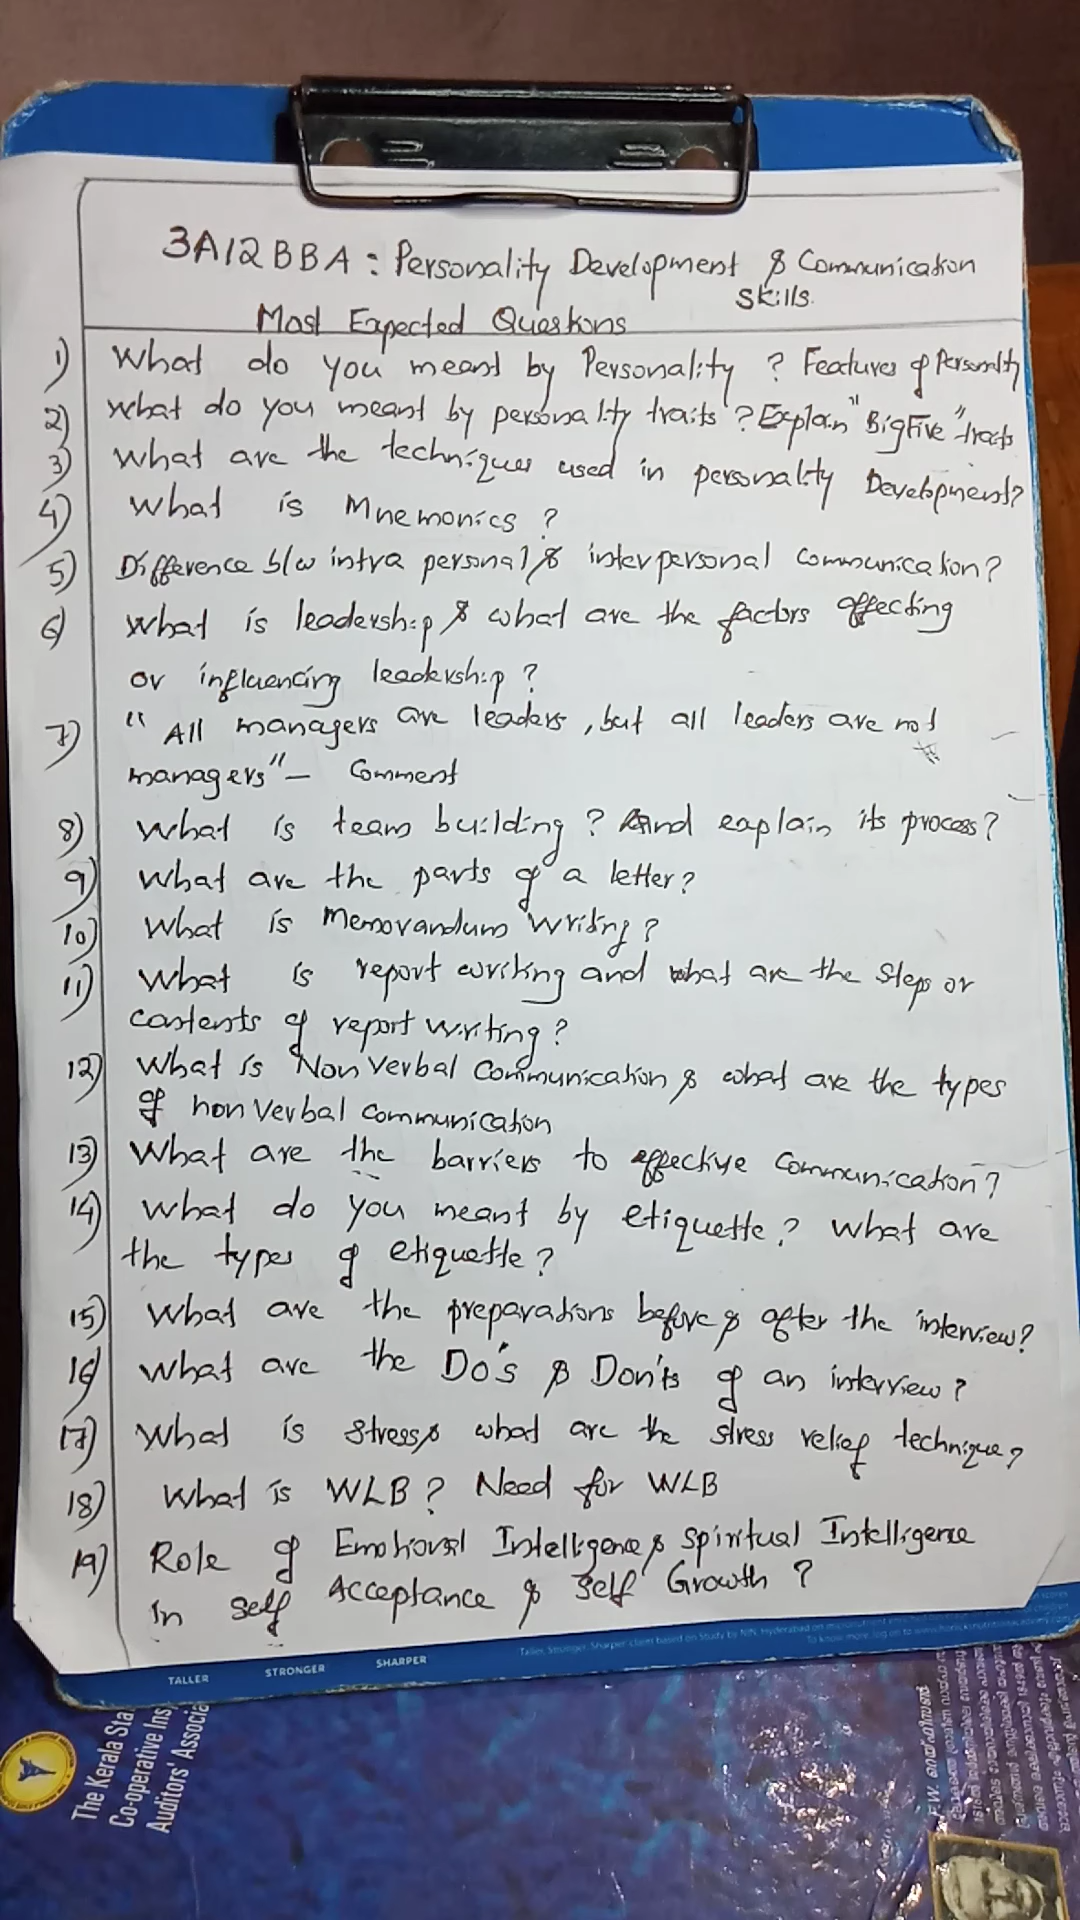 3A12BBA : Personality Development & Communication
Skills.
Most Expected Questions
1) What do you meant by Personality ? Features of Personality
2) What do you meant by personality traits ? Explain "Big Five" traits
3) What are the techniques used in personality Development?
4) What is Mnemonics ?
5) Difference b/w intra personal & interpersonal communication?
6) What is leadership & what are the factors affecting
or influencing leadership ?
7) "All managers are leaders, but all leaders are not
managers" - Comment
8) What is team building ? And explain its process?
9) What are the parts of a letter?
10) What is Memorandum Writing?
11) What is report writing and what are the steps or
contents of report writing?
12) What is Non Verbal Communication & what are the types
of non Verbal communication
13) What are the barriers to effective Communication?
14) What do you meant by etiquette? What are
the types of etiquette?
15) What are the preparations before & after the interview?
16) What are the Do's & Don'ts of an interview?
17) What is stress & what are the stress relief technique?
18) What is WLB? Need for WLB
19) Role of Emotional Intelligence & Spiritual Intelligence
in self Acceptance & Self Growth ?
TALLER STRONGER SHARPER
The Kerala Sta
Co-operative Ins
Auditors' Associa